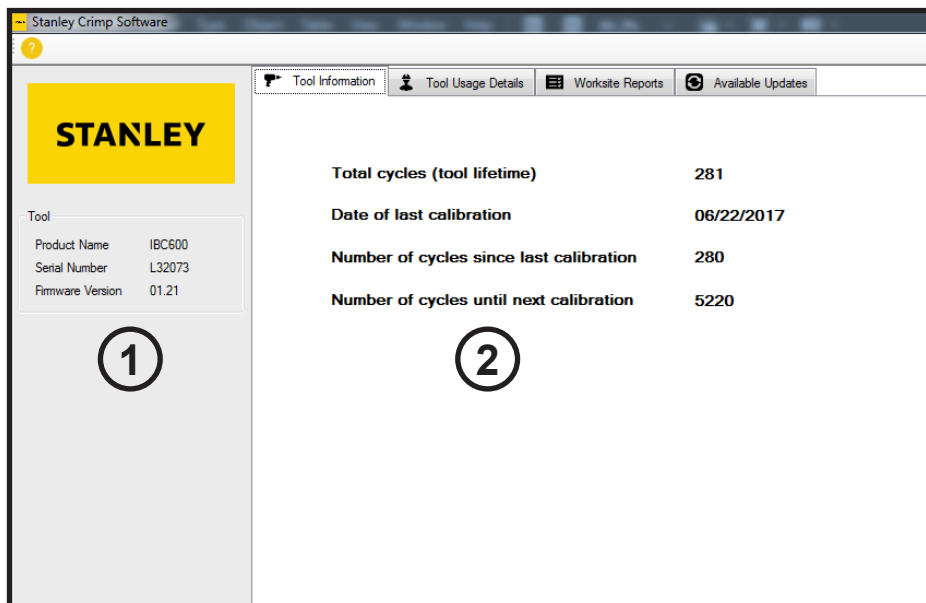 Stanley Crimp Software
?
Tool Information Tool Usage Details Worksite Reports Available Updates
STANLEY
Tool
Product Name IBC600
Serial Number L32073
Firmware Version 01.21
1
Total cycles (tool lifetime) 281
Date of last calibration 06/22/2017
Number of cycles since last calibration 280
Number of cycles until next calibration 5220
2